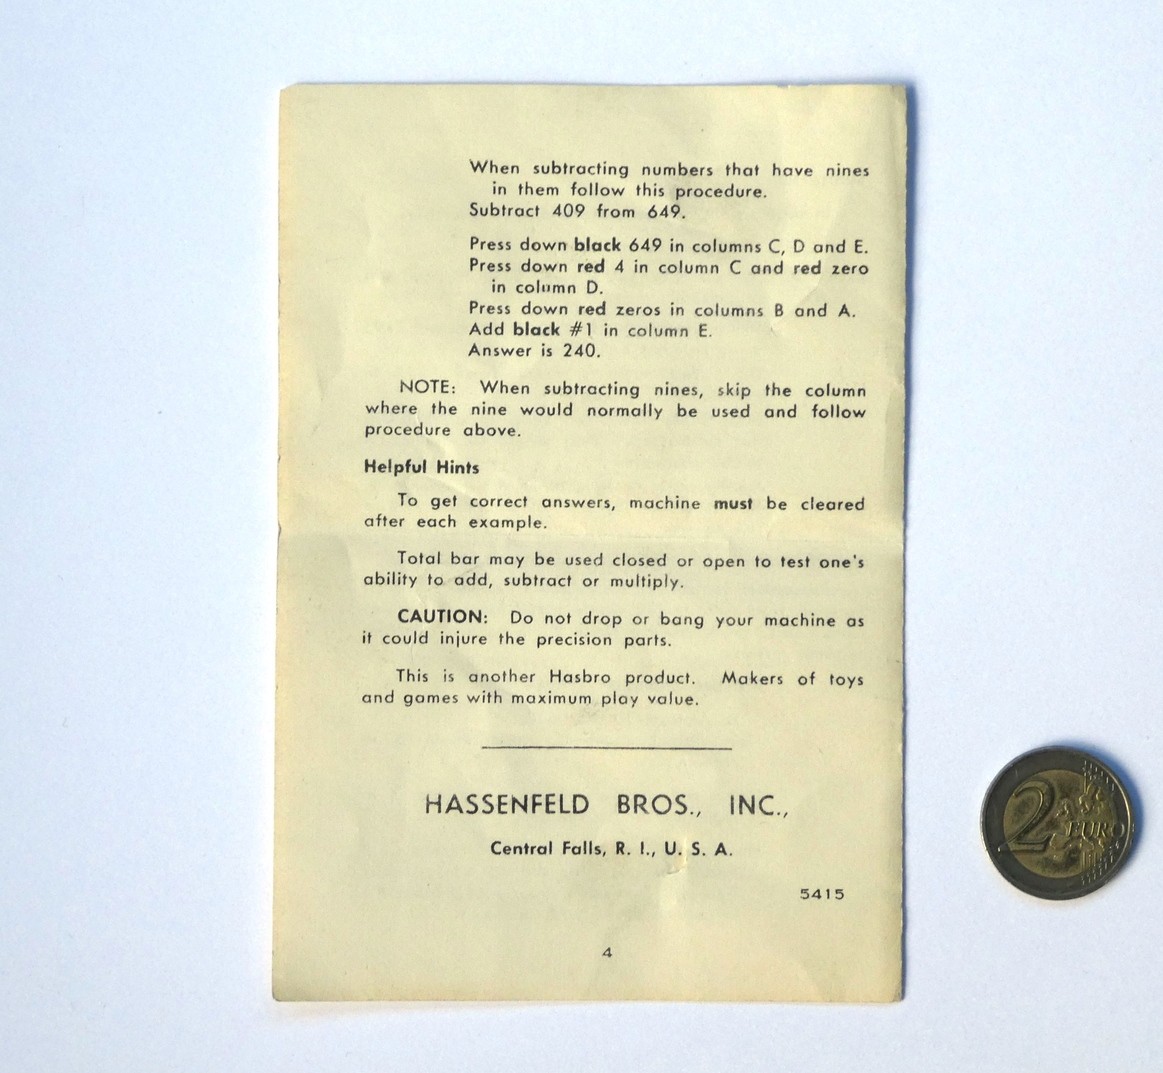 When subtracting numbers that have nines
in them follow this procedure.
Subtract 409 from 649.
Press down black 649 in columns C, D and E.
Press down red 4 in column C and red zero
in column D.
Press down red zeros in columns B and A.
Add black #1 in column E.
Answer is 240.
NOTE: When subtracting nines, skip the column
where the nine would normally be used and follow
procedure above.
Helpful Hints
To get correct answers, machine must be cleared
after each example.
Total bar may be used closed or open to test one's
ability to add, subtract or multiply.
CAUTION: Do not drop or bang your machine as
it could injure the precision parts.
This is another Hasbro product. Makers of toys
and games with maximum play value.
HASSENFELD BROS., INC.,
Central Falls, R. I., U. S. A.
5415
4
2 EURO